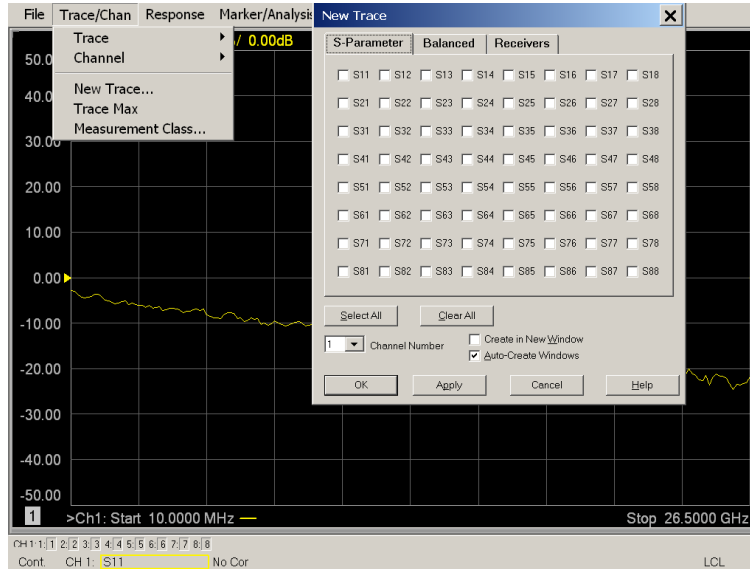 File Trace/Chan Response Marker/Analysis
New Trace
Trace
Channel
New Trace...
Trace Max
Measurement Class...
/ 0.00dB
S-Parameter Balanced Receivers
S11 S12 S13 S14 S15 S16 S17 S18
S21 S22 S23 S24 S25 S26 S27 S28
S31 S32 S33 S34 S35 S36 S37 S38
S41 S42 S43 S44 S45 S46 S47 S48
S51 S52 S53 S54 S55 S56 S57 S58
S61 S62 S63 S64 S65 S66 S67 S68
S71 S72 S73 S74 S75 S76 S77 S78
S81 S82 S83 S84 S85 S86 S87 S88
Select All Clear All
1 Channel Number
Create in New Window
Auto-Create Windows
OK Apply Cancel Help
50.0
40.0
30.00
20.00
10.00
0.00
-10.00
-20.00
-30.00
-40.00
-50.00
1 >Ch1: Start 10.0000 MHz Stop 26.5000 GHz
CH 1: 1: 1 2: 2 3: 3 4: 4 5: 5 6: 6 7: 7 8: 8
Cont. CH 1: S11 No Cor LCL